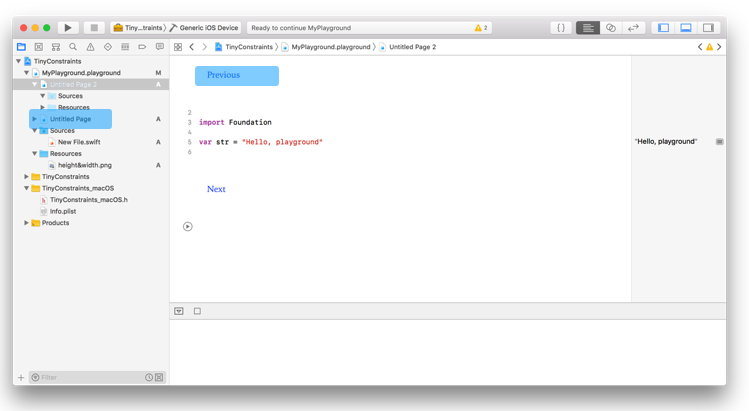 Tiny...traints
Generic iOS Device
Ready to continue MyPlayground
2
{ }
TinyConstraints
MyPlayground.playground
Untitled Page 2
TinyConstraints
MyPlayground.playground
M
Untitled Page 2
A
Sources
Resources
Untitled Page
A
Sources
New File.swift
A
Resources
height&width.png
A
TinyConstraints
TinyConstraints_macOS
TinyConstraints_macOS.h
Info.plist
Products
Filter
Previous
2
3 import Foundation
4
5 var str = "Hello, playground"
6
Next
"Hello, playground"